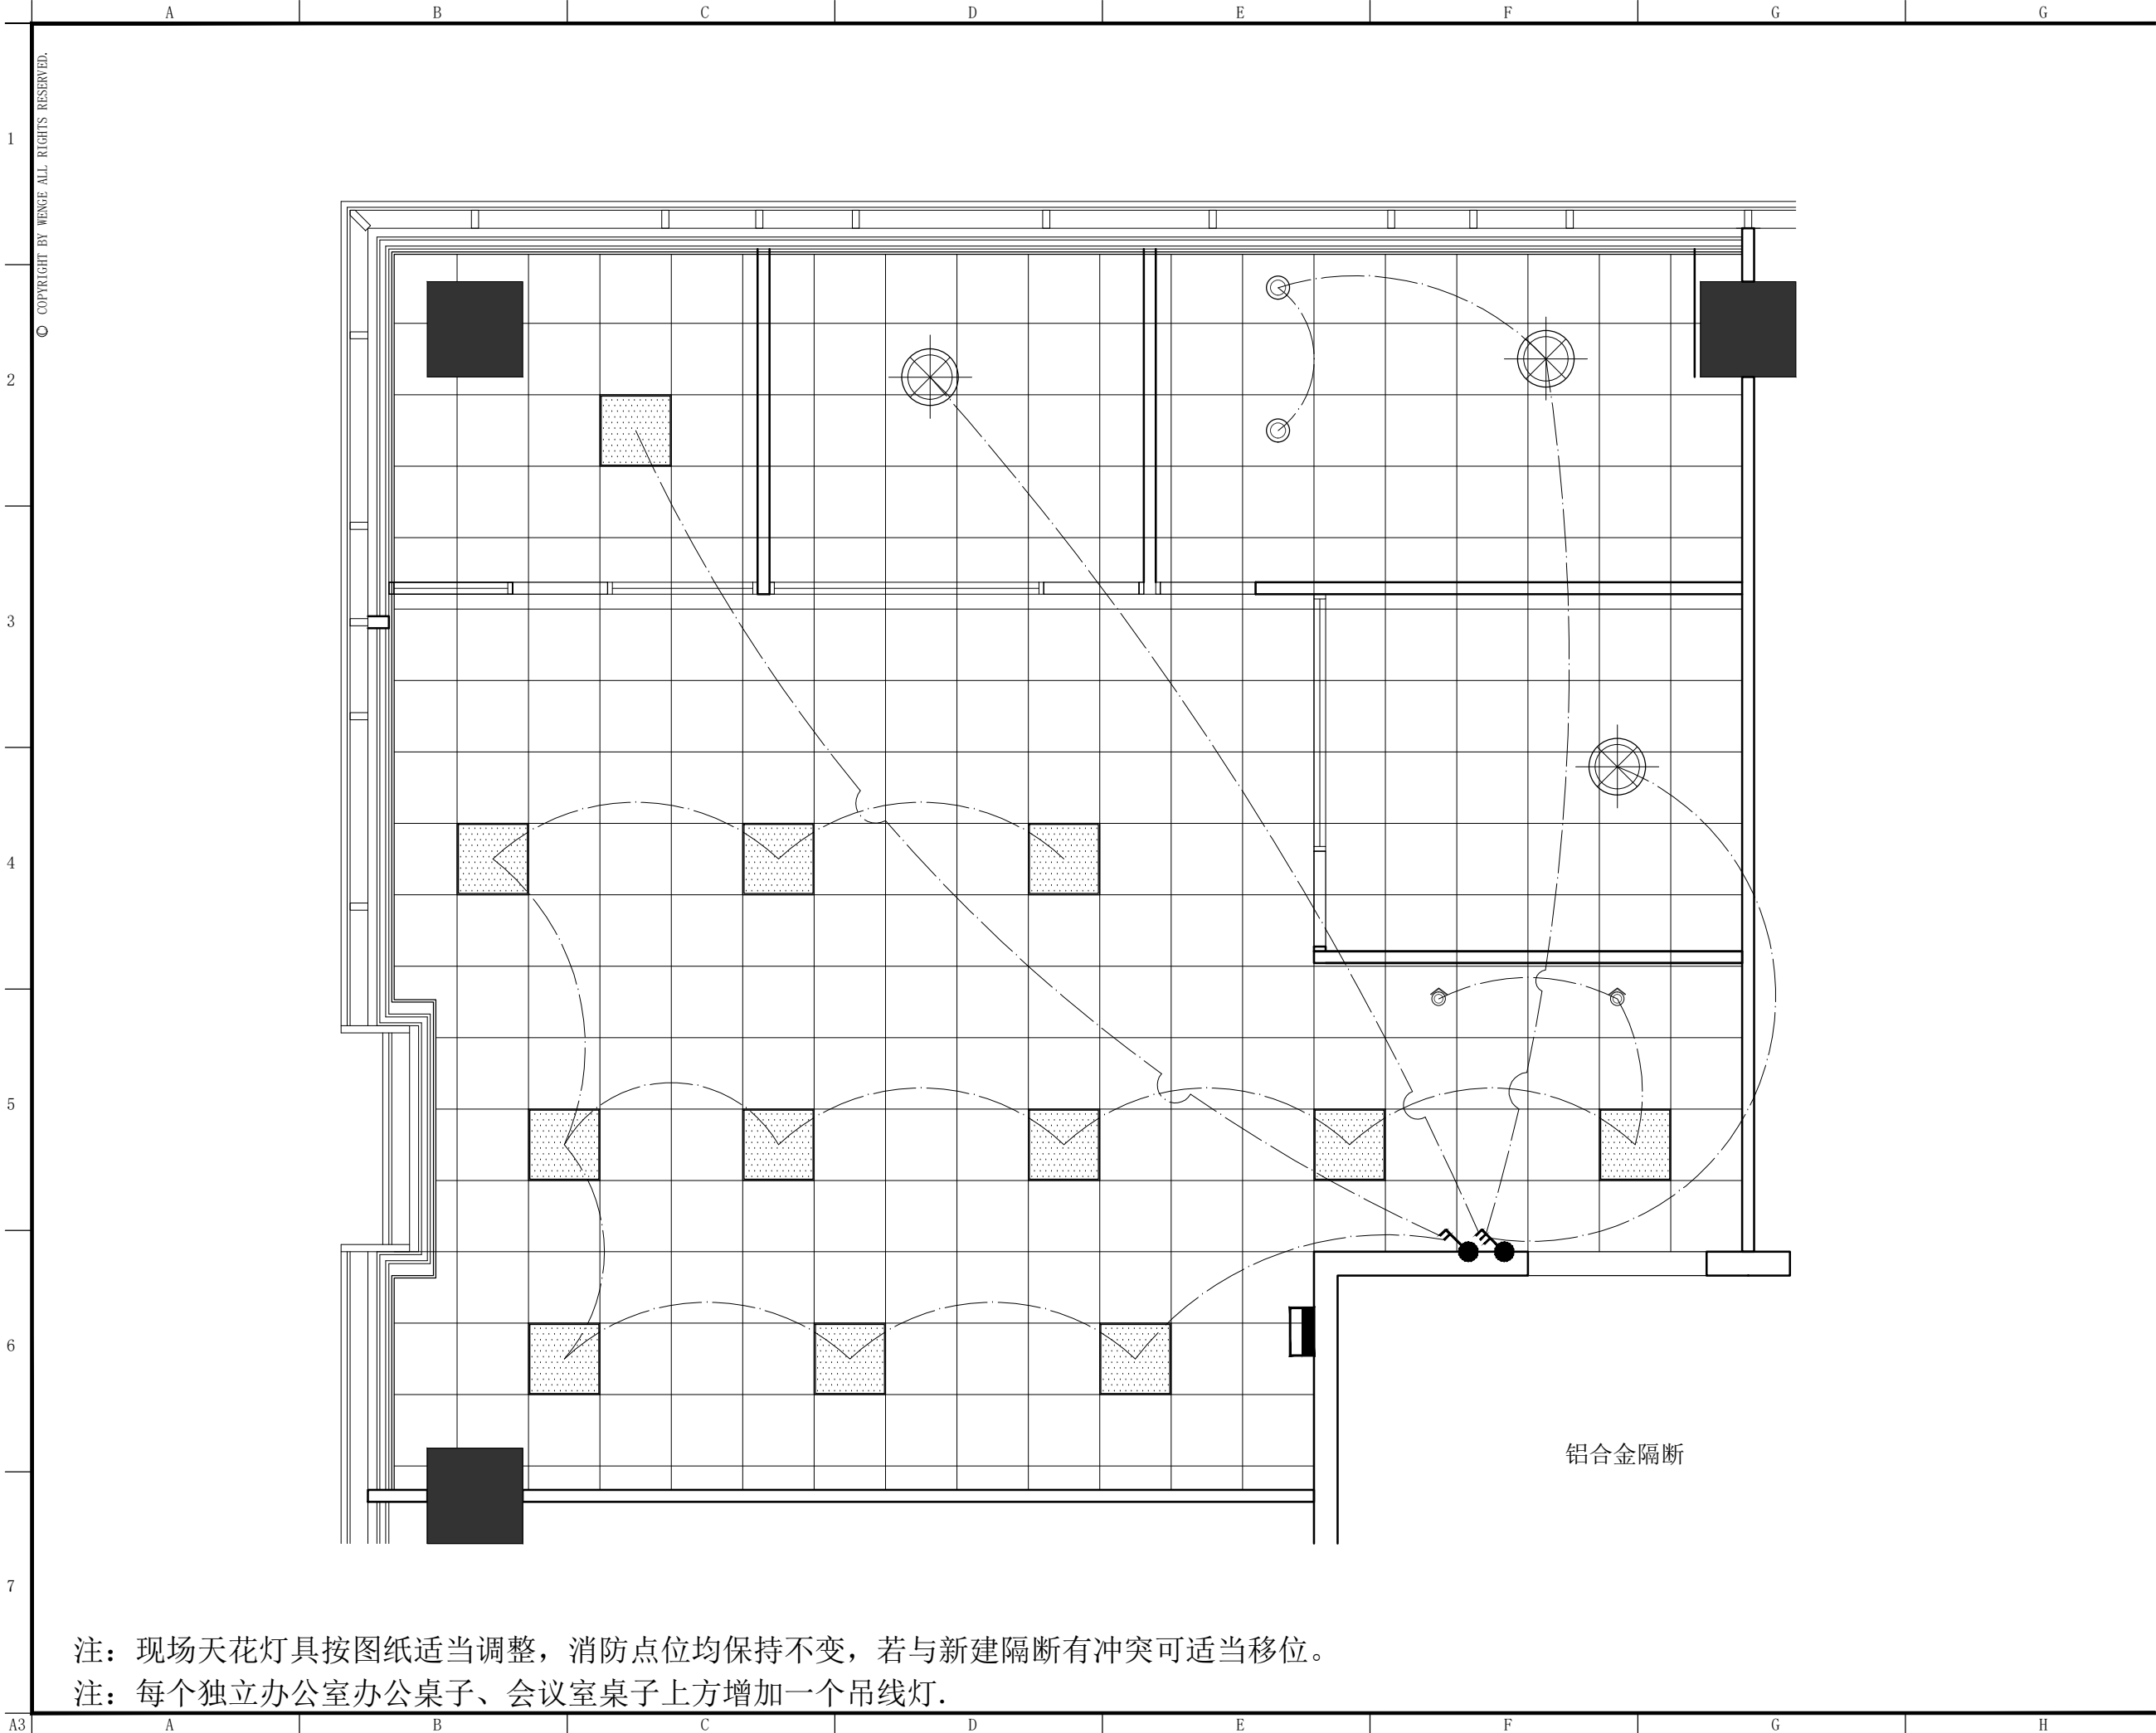 A B C D E F G G
© COPYRIGHT BY WENGE ALL RIGHTS RESERVED.
1
2
3
4
5
6
7
铝合金隔断
注：现场天花灯具按图纸适当调整，消防点位均保持不变，若与新建隔断有冲突可适当移位。
注：每个独立办公室办公桌子、会议室桌子上方增加一个吊线灯.
A3 A B C D E F G H